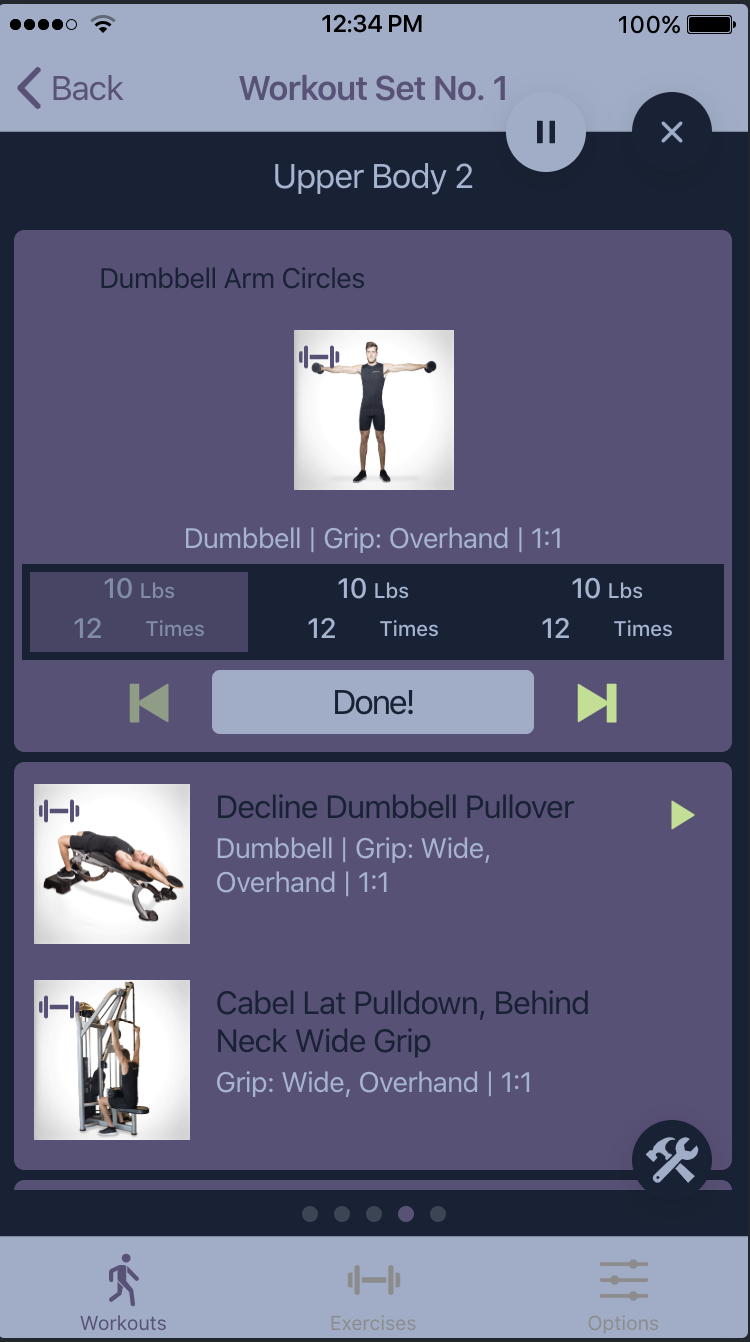 12:34 PM
100%
Back
Workout Set No. 1
Upper Body 2
Dumbbell Arm Circles
Dumbbell | Grip: Overhand | 1:1
10 Lbs 10 Lbs 10 Lbs
12 Times 12 Times 12 Times
Done!
Decline Dumbbell Pullover
Dumbbell | Grip: Wide,
Overhand | 1:1
Cabel Lat Pulldown, Behind
Neck Wide Grip
Grip: Wide, Overhand | 1:1
Workouts
Exercises
Options